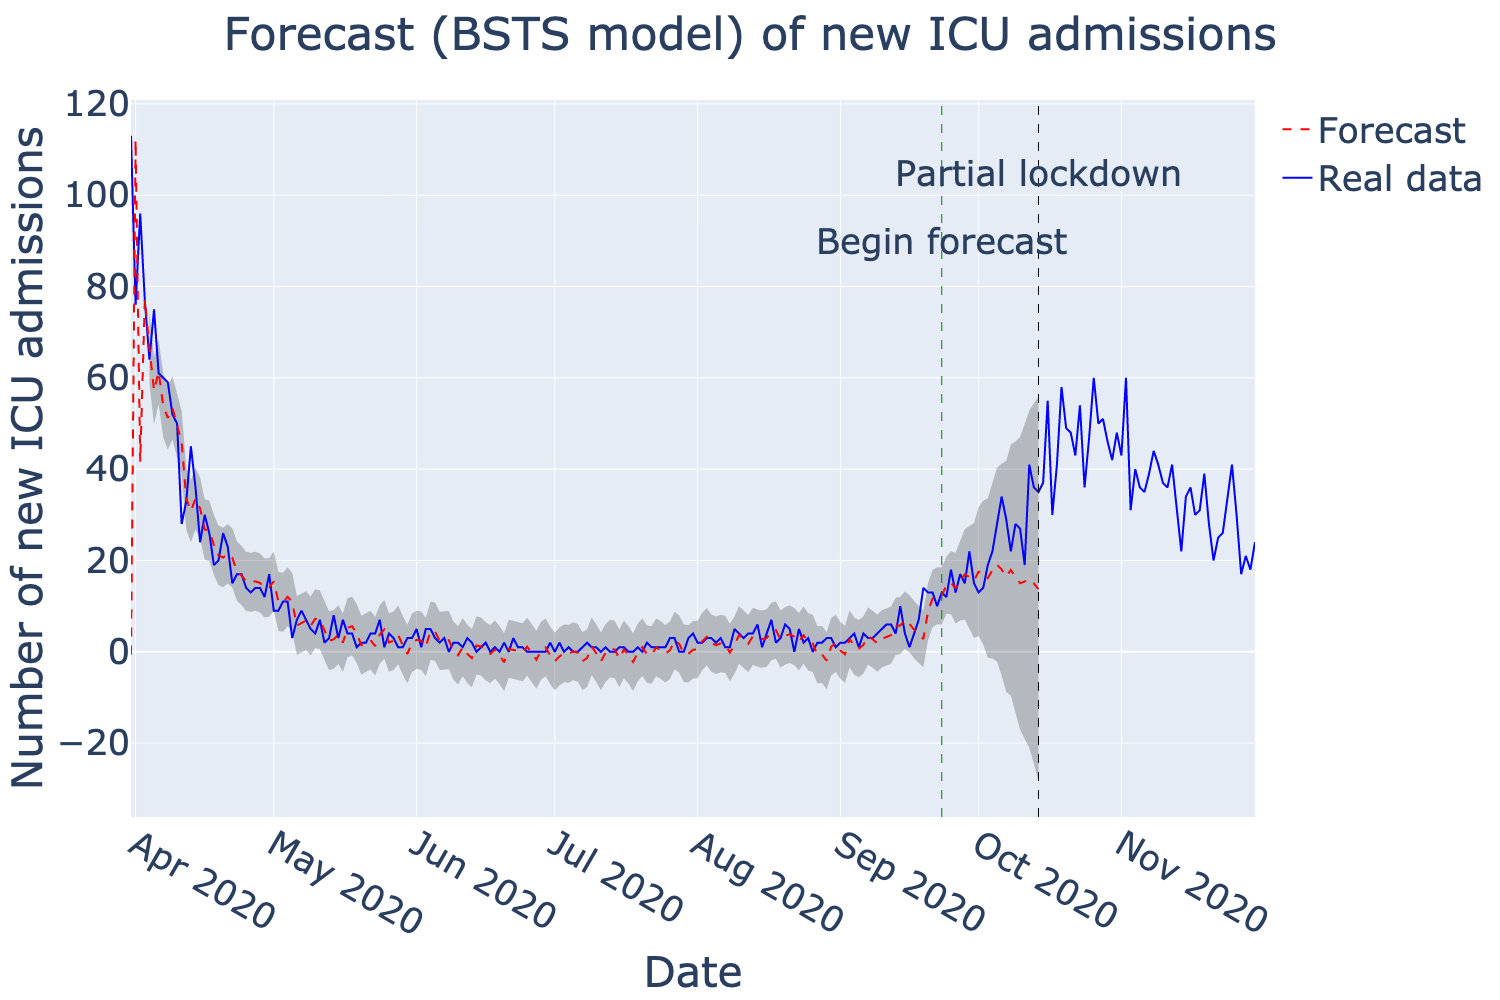 Forecast (BSTS model) of new ICU admissions
Number of new ICU admissions
120
100
80
60
40
20
0
−20
Partial lockdown
Begin forecast
Forecast
Real data
Apr 2020
May 2020
Jun 2020
Jul 2020
Aug 2020
Sep 2020
Oct 2020
Nov 2020
Date